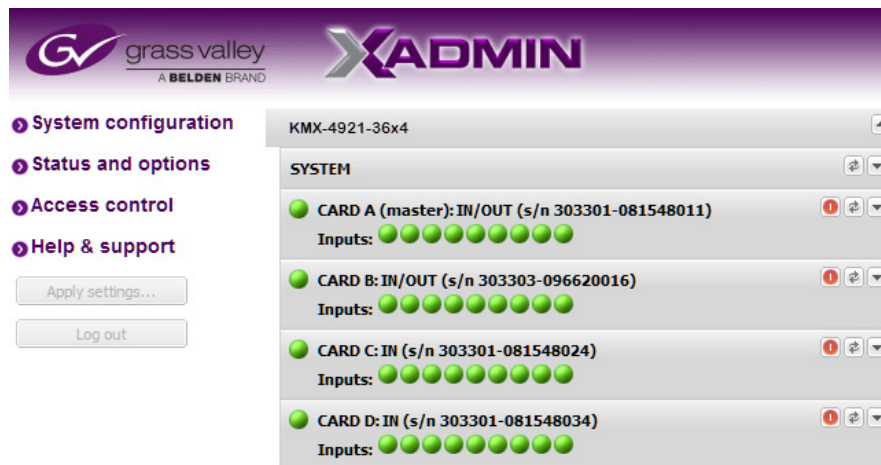 GV grass valley
A BELDEN BRAND
XADMIN
System configuration
Status and options
Access control
Help & support
Apply settings...
Log out
KMX-4921-36x4
SYSTEM
CARD A (master): IN/OUT (s/n 303301-081548011)
Inputs:
CARD B: IN/OUT (s/n 303303-096620016)
Inputs:
CARD C: IN (s/n 303301-081548024)
Inputs:
CARD D: IN (s/n 303301-081548034)
Inputs: